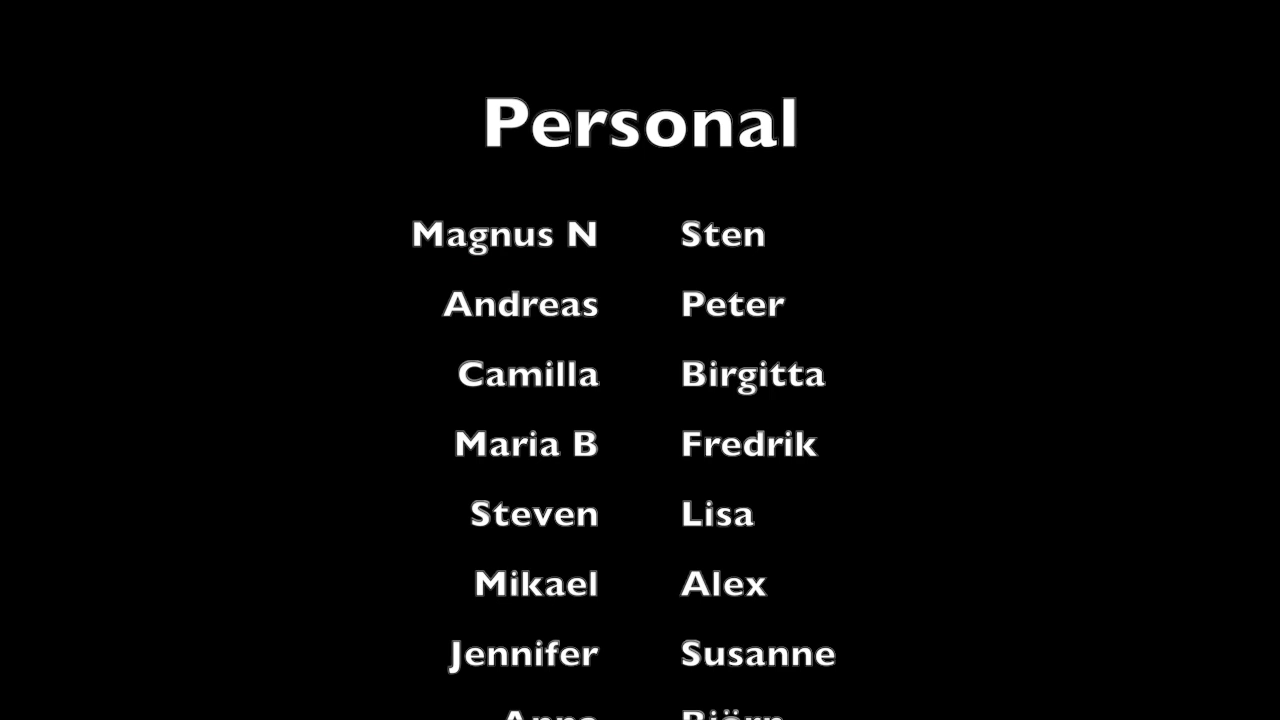 Personal
Magnus N Sten
Andreas Peter
Camilla Birgitta
Maria B Fredrik
Steven Lisa
Mikael Alex
Jennifer Susanne